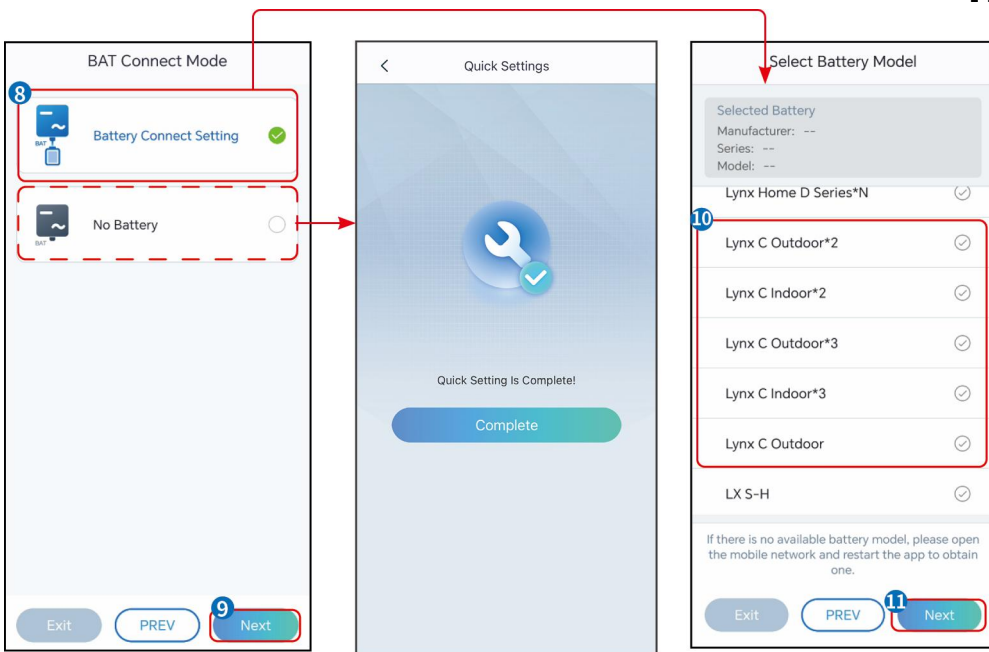 BAT Connect Mode
8
BAT
Battery Connect Setting
BAT
No Battery
9
Exit
PREV
Next
Quick Settings
Quick Setting Is Complete!
Complete
Select Battery Model
Selected Battery
Manufacturer: --
Series: --
Model: --
Lynx Home D Series*N
10
Lynx C Outdoor*2
Lynx C Indoor*2
Lynx C Outdoor*3
Lynx C Indoor*3
Lynx C Outdoor
LX S-H
If there is no available battery model, please open
the mobile network and restart the app to obtain
one.
11
Exit
PREV
Next